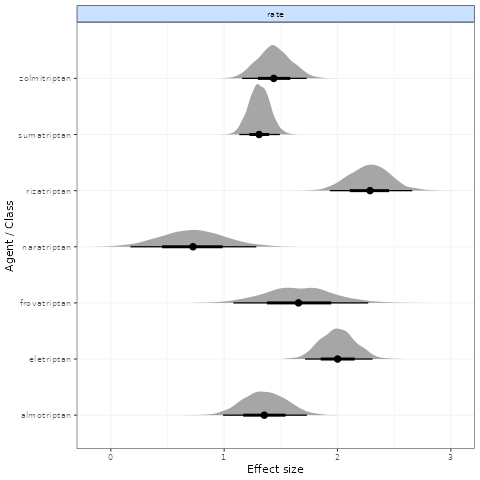 rate
zolmitriptan
sumatriptan
rizatriptan
naratriptan
frovatriptan
eletriptan
almotriptan
Agent / Class
0 1 2 3
Effect size